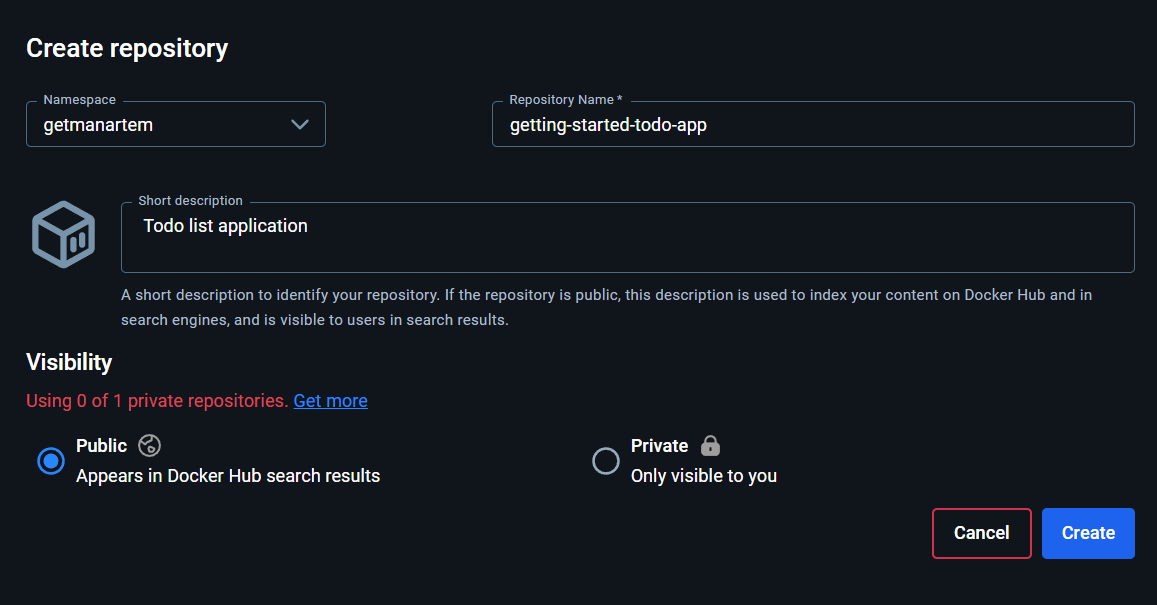 Create repository
Namespace
getmanartem
Repository Name *
getting-started-todo-app
Short description
Todo list application
A short description to identify your repository. If the repository is public, this description is used to index your content on Docker Hub and in
search engines, and is visible to users in search results.
Visibility
Using 0 of 1 private repositories. Get more
Public
Appears in Docker Hub search results
Private
Only visible to you
Cancel
Create